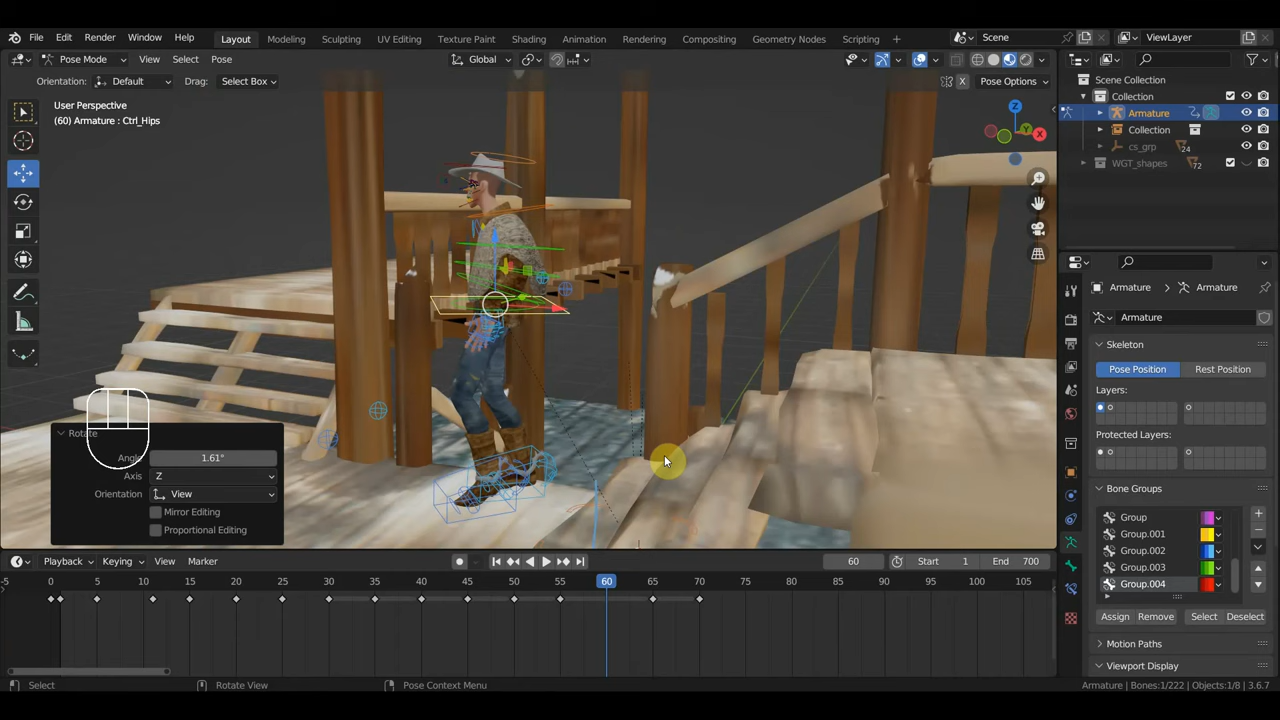 File Edit Render Window Help Layout Modeling Sculpting UV Editing Texture Paint Shading Animation Rendering Compositing Geometry Nodes Scripting + Scene ViewLayer
Pose Mode View Select Pose Global
Orientation: Default Drag: Select Box X Pose Options
User Perspective
(60) Armature : Ctrl_Hips
Z
Y
X
Scene Collection
Collection
Armature
Collection
cs_grp 24
WGT_shapes 72
Armature Armature
Armature
Skeleton
Pose Position Rest Position
Layers:
Protected Layers:
Bone Groups
Group
Group.001
Group.002
Group.003
Group.004
Assign Remove Select Deselect
Motion Paths
Viewport Display
Rotate
Angle 1.61°
Axis Z
Orientation View
Mirror Editing
Proportional Editing
Playback Keying View Marker 60 Start 1 End 700
-5 0 5 10 15 20 25 30 35 40 45 50 55 60 65 70 75 80 85 90 95 100 105
Select Rotate View Pose Context Menu Armature | Bones:1/222 | Objects:1/8 | 3.6.7